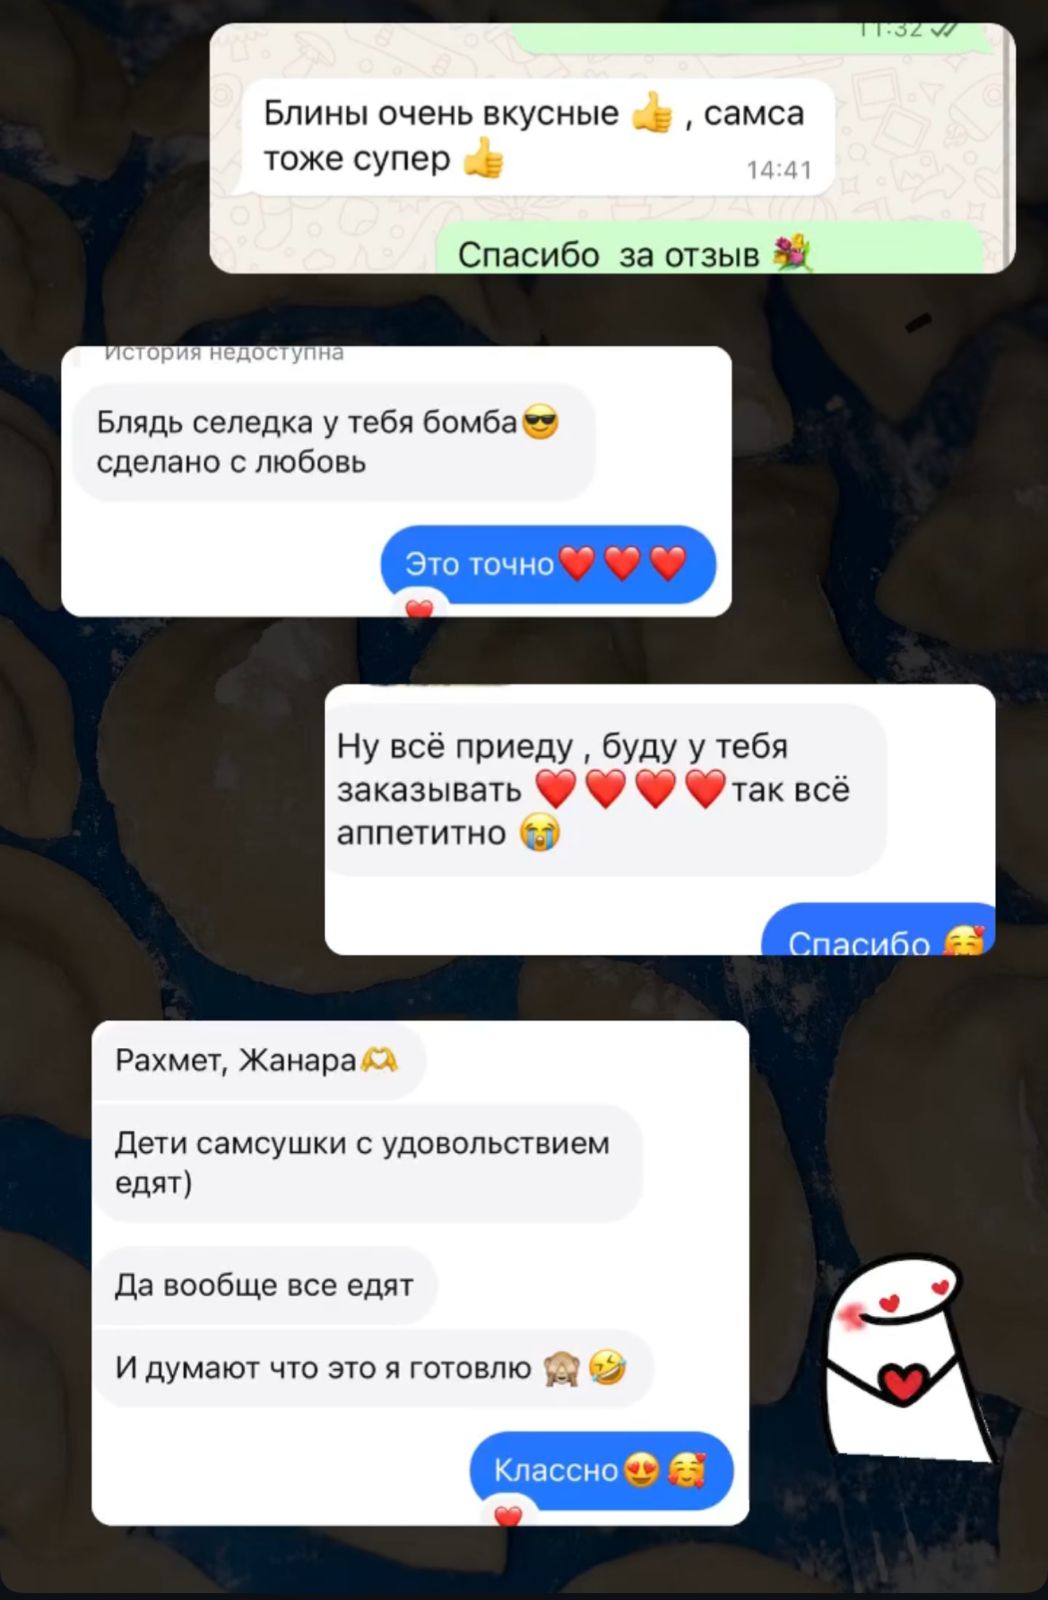 11:32
Блины очень вкусные 👍 , самса
тоже супер 👍
14:41
Спасибо за отзыв 💐
История недоступна
Блядь селедка у тебя бомба😎
сделано с любовь
Это точно❤️❤️❤️
❤️
Ну всё приеду , буду у тебя
заказывать ❤️❤️❤️❤️так всё
аппетитно 😭
Спасибо 🥰
Рахмет, Жанара🫶
Дети самсушки с удовольствием
едят)
Да вообще все едят
И думают что это я готовлю 🙈🤣
Классно😍🥰
❤️